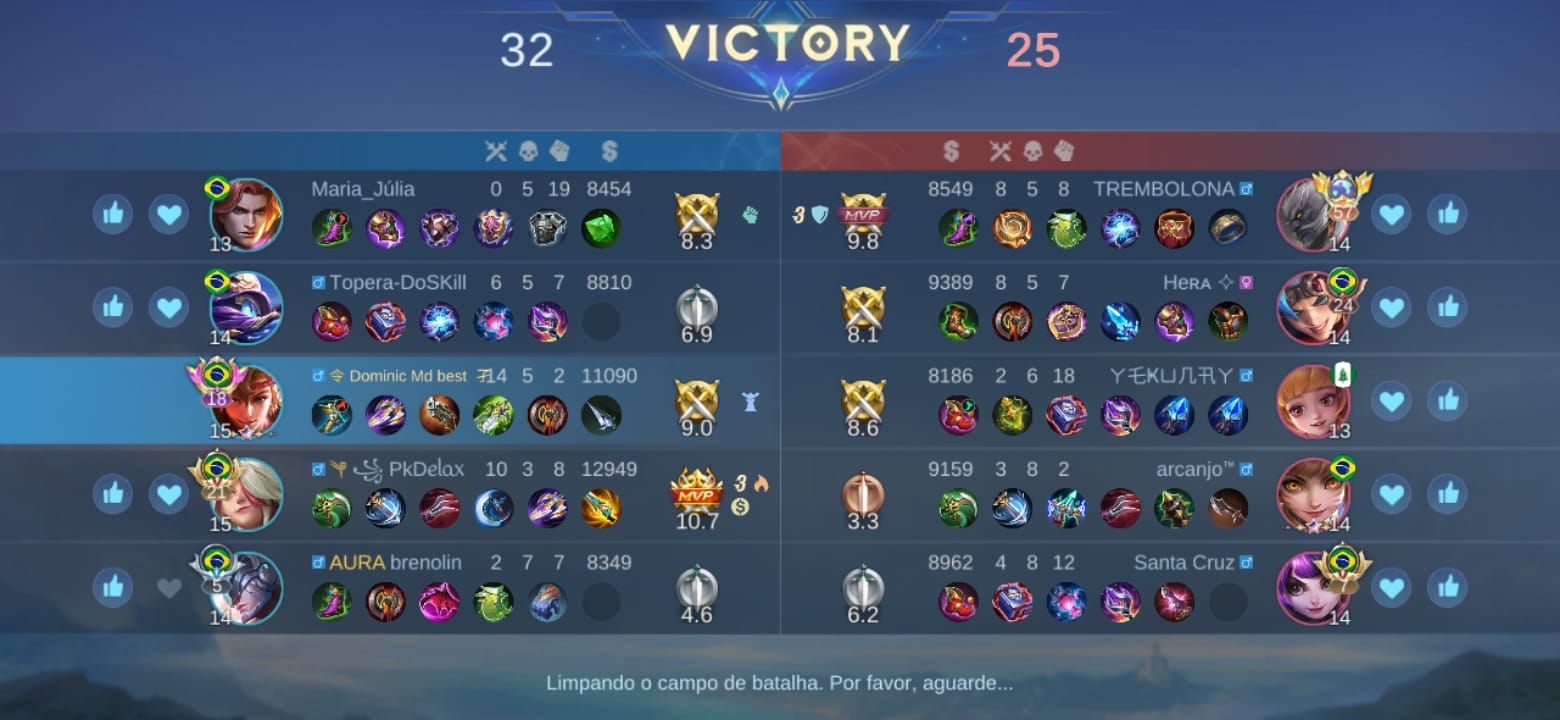 32 VICTORY 25
Maria_Júlia 0 5 19 8454
13 8.3
3 MVP 8549 8 5 8 TREMBOLONA
9.8 57 14
Topera-DoSKill 6 5 7 8810
14 6.9
9389 8 5 7 Hera
8.1 24 14
Dominic Md best 14 5 2 11090
18 15 9.0
8186 2 6 18
8.6 13
PkDelax 10 3 8 12949
21 15 MVP 10.7 3
9159 3 8 2 arcanjo™
3.3 14
AURA brenolin 2 7 7 8349
5 14 4.6
8962 4 8 12 Santa Cruz
6.2 7 14
Limpando o campo de batalha. Por favor, aguarde...